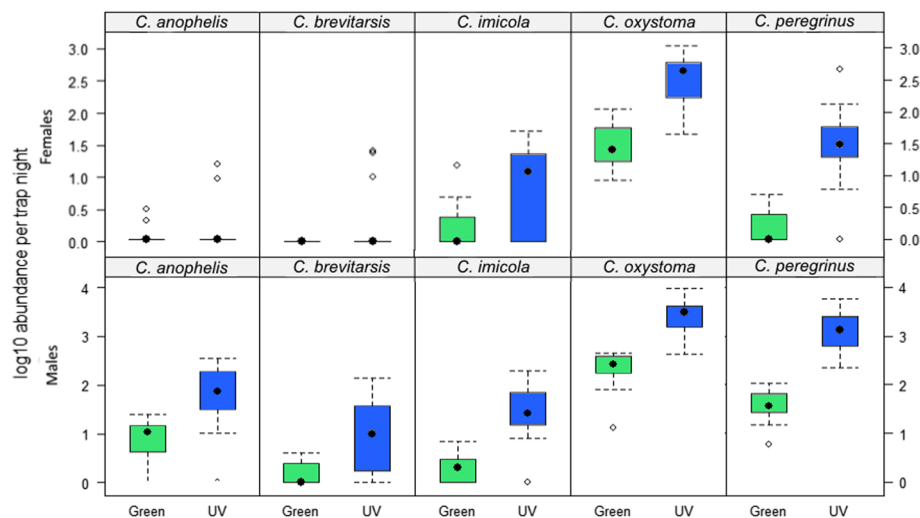 C. anophelis C. brevitarsis C. imicola C. oxystoma C. peregrinus
3.0 3.0
2.5 2.5
2.0 2.0
1.5 1.5
1.0 1.0
0.5 0.5
0.0 0.0
Females
log10 abundance per trap night
C. anophelis C. brevitarsis C. imicola C. oxystoma C. peregrinus
4 4
3 3
2 2
1 1
0 0
Males
Green UV Green UV Green UV Green UV Green UV